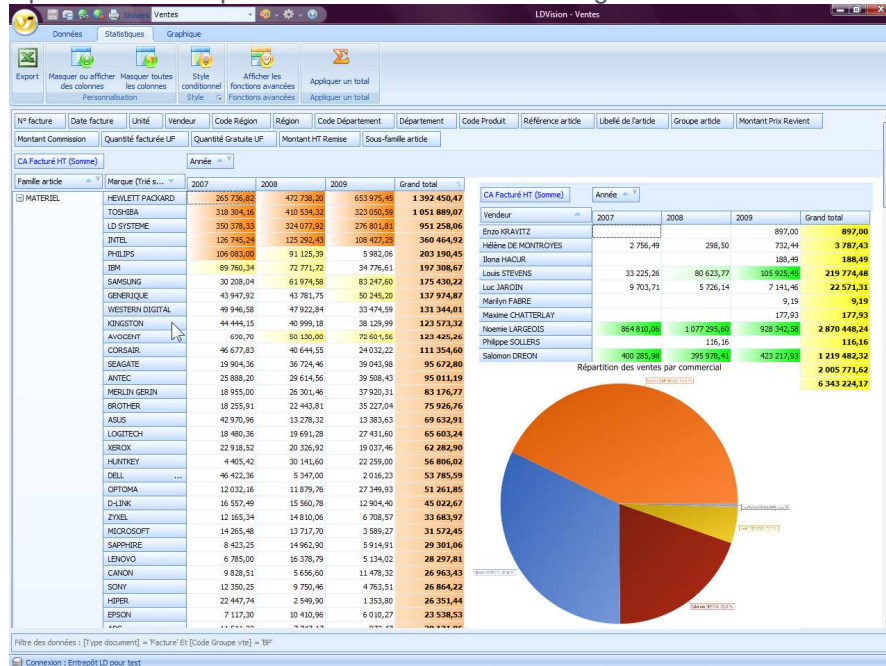 Univers Ventes LDVision - Ventes
Données Statistiques Graphique
Export Masquer ou afficher des colonnes Masquer toutes les colonnes Style conditionnel Afficher les fonctions avancées Appliquer un total
Personnalisation Style Fonctions avancées Appliquer un total
N° facture Date facture Unité Vendeur Code Région Région Code Département Département Code Produit Référence article Libellé de l'article Groupe article Montant Prix Revient
Montant Commission Quantité facturée UF Quantité Gratuite UF Montant HT Remise Sous-famille article
CA Facturé HT (Somme) Année
Famille article Marque (Trié s... 2007 2008 2009 Grand total
MATERIEL HEWLETT PACKARD 265 736,82 472 738,20 653 975,45 1 392 450,47
TOSHIBA 318 304,16 410 534,32 323 050,59 1 051 889,07
LD SYSTEME 350 378,33 324 077,92 276 801,81 951 258,06
INTEL 126 745,24 125 292,43 108 427,25 360 464,92
PHILIPS 106 083,00 91 125,39 5 982,06 203 190,45
IBM 89 760,34 72 771,72 34 776,61 197 308,67
SAMSUNG 30 208,04 61 974,58 83 247,60 175 430,22
GENERIQUE 43 947,92 43 781,75 50 245,20 137 974,87
WESTERN DIGITAL 49 946,58 47 922,84 33 474,59 131 344,01
KINGSTON 44 444,15 40 999,18 38 129,99 123 573,32
AVOCENT 690,70 50 130,00 72 604,56 123 425,26
CORSAIR 46 677,83 40 644,55 24 032,22 111 354,60
SEAGATE 19 904,36 36 724,46 39 043,98 95 672,80
ANTEC 25 888,20 29 614,56 39 508,43 95 011,19
MERLIN GERIN 18 955,00 26 301,46 37 920,31 83 176,77
BROTHER 18 255,91 22 443,81 35 227,04 75 926,76
ASUS 42 970,96 13 278,32 13 383,63 69 632,91
LOGITECH 18 480,36 19 691,28 27 431,60 65 603,24
XEROX 22 918,52 20 326,92 19 037,46 62 282,90
HUNTKEY 4 405,42 30 141,60 22 259,00 56 806,02
DELL ... 46 422,36 5 347,00 2 016,23 53 785,59
OPTOMA 12 032,16 11 879,76 27 349,93 51 261,85
D-LINK 16 557,49 15 560,78 12 904,40 45 022,67
ZYXEL 12 165,34 14 810,06 6 708,57 33 683,97
MICROSOFT 14 265,48 13 717,70 3 589,27 31 572,45
SAPPHIRE 8 423,25 14 962,90 5 914,91 29 301,06
LENOVO 6 785,00 16 378,79 5 134,02 28 297,81
CANON 9 828,51 5 656,60 11 478,32 26 963,43
SONY 12 350,25 9 750,46 4 763,51 26 864,22
HIPER 22 447,74 2 549,90 1 353,80 26 351,44
EPSON 7 117,30 10 410,96 6 010,27 23 538,53
CA Facturé HT (Somme) Année
Vendeur 2007 2008 2009 Grand total
Enzo KRAVITZ 897,00 897,00
Hélène DE MONTROYES 2 756,49 298,50 732,44 3 787,43
Ilona HACUR 188,49 188,49
Louis STEVENS 33 225,26 80 623,77 105 925,45 219 774,48
Luc JAROIN 9 703,71 5 726,14 7 141,46 22 571,31
Marilyn FABRE 9,19 9,19
Maxime CHATTERLAY 177,93 177,93
Noemie LARGEOIS 864 810,06 1 077 295,60 928 342,58 2 870 448,24
Philippe SOLLERS 116,16 116,16
Salomon DREON 400 285,98 395 978,41 423 217,93 1 219 482,32
2 005 771,62
6 343 224,17
Répartition des ventes par commercial
Filtre des données : [Type document] = 'Facture' Et [Code Groupe vte] = 'BP'
Connexion : Entrepôt LD pour test